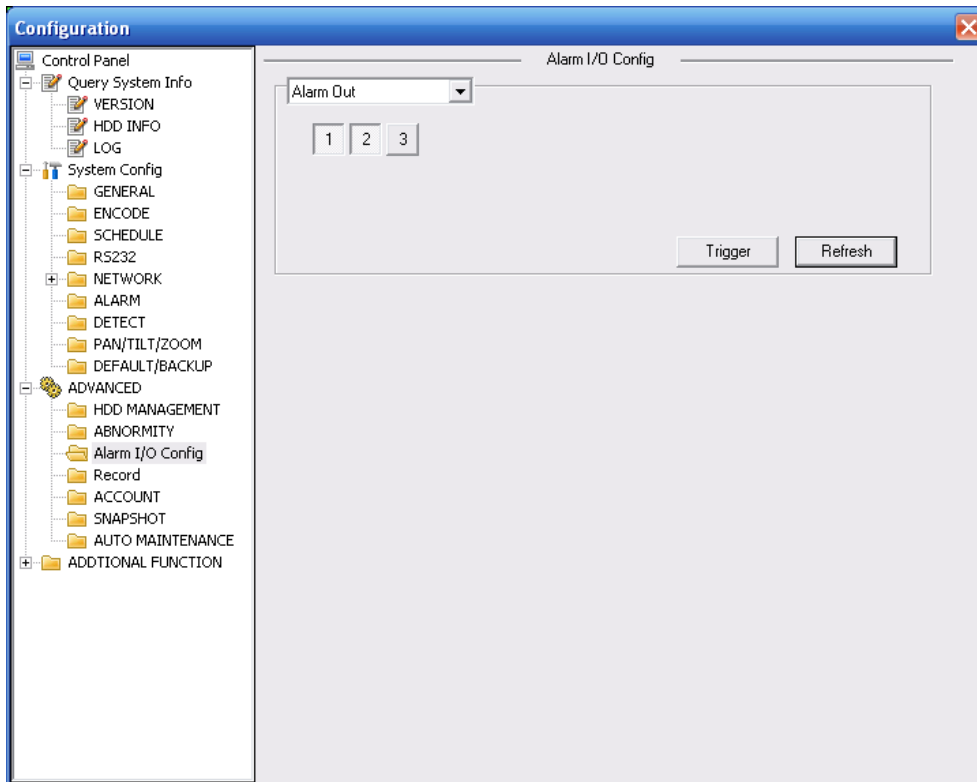 Configuration
Control Panel
Query System Info
VERSION
HDD INFO
LOG
System Config
GENERAL
ENCODE
SCHEDULE
RS232
NETWORK
ALARM
DETECT
PAN/TILT/ZOOM
DEFAULT/BACKUP
ADVANCED
HDD MANAGEMENT
ABNORMITY
Alarm I/O Config
Record
ACCOUNT
SNAPSHOT
AUTO MAINTENANCE
ADDTIONAL FUNCTION
Alarm I/O Config
Alarm Out
1 2 3
Trigger Refresh